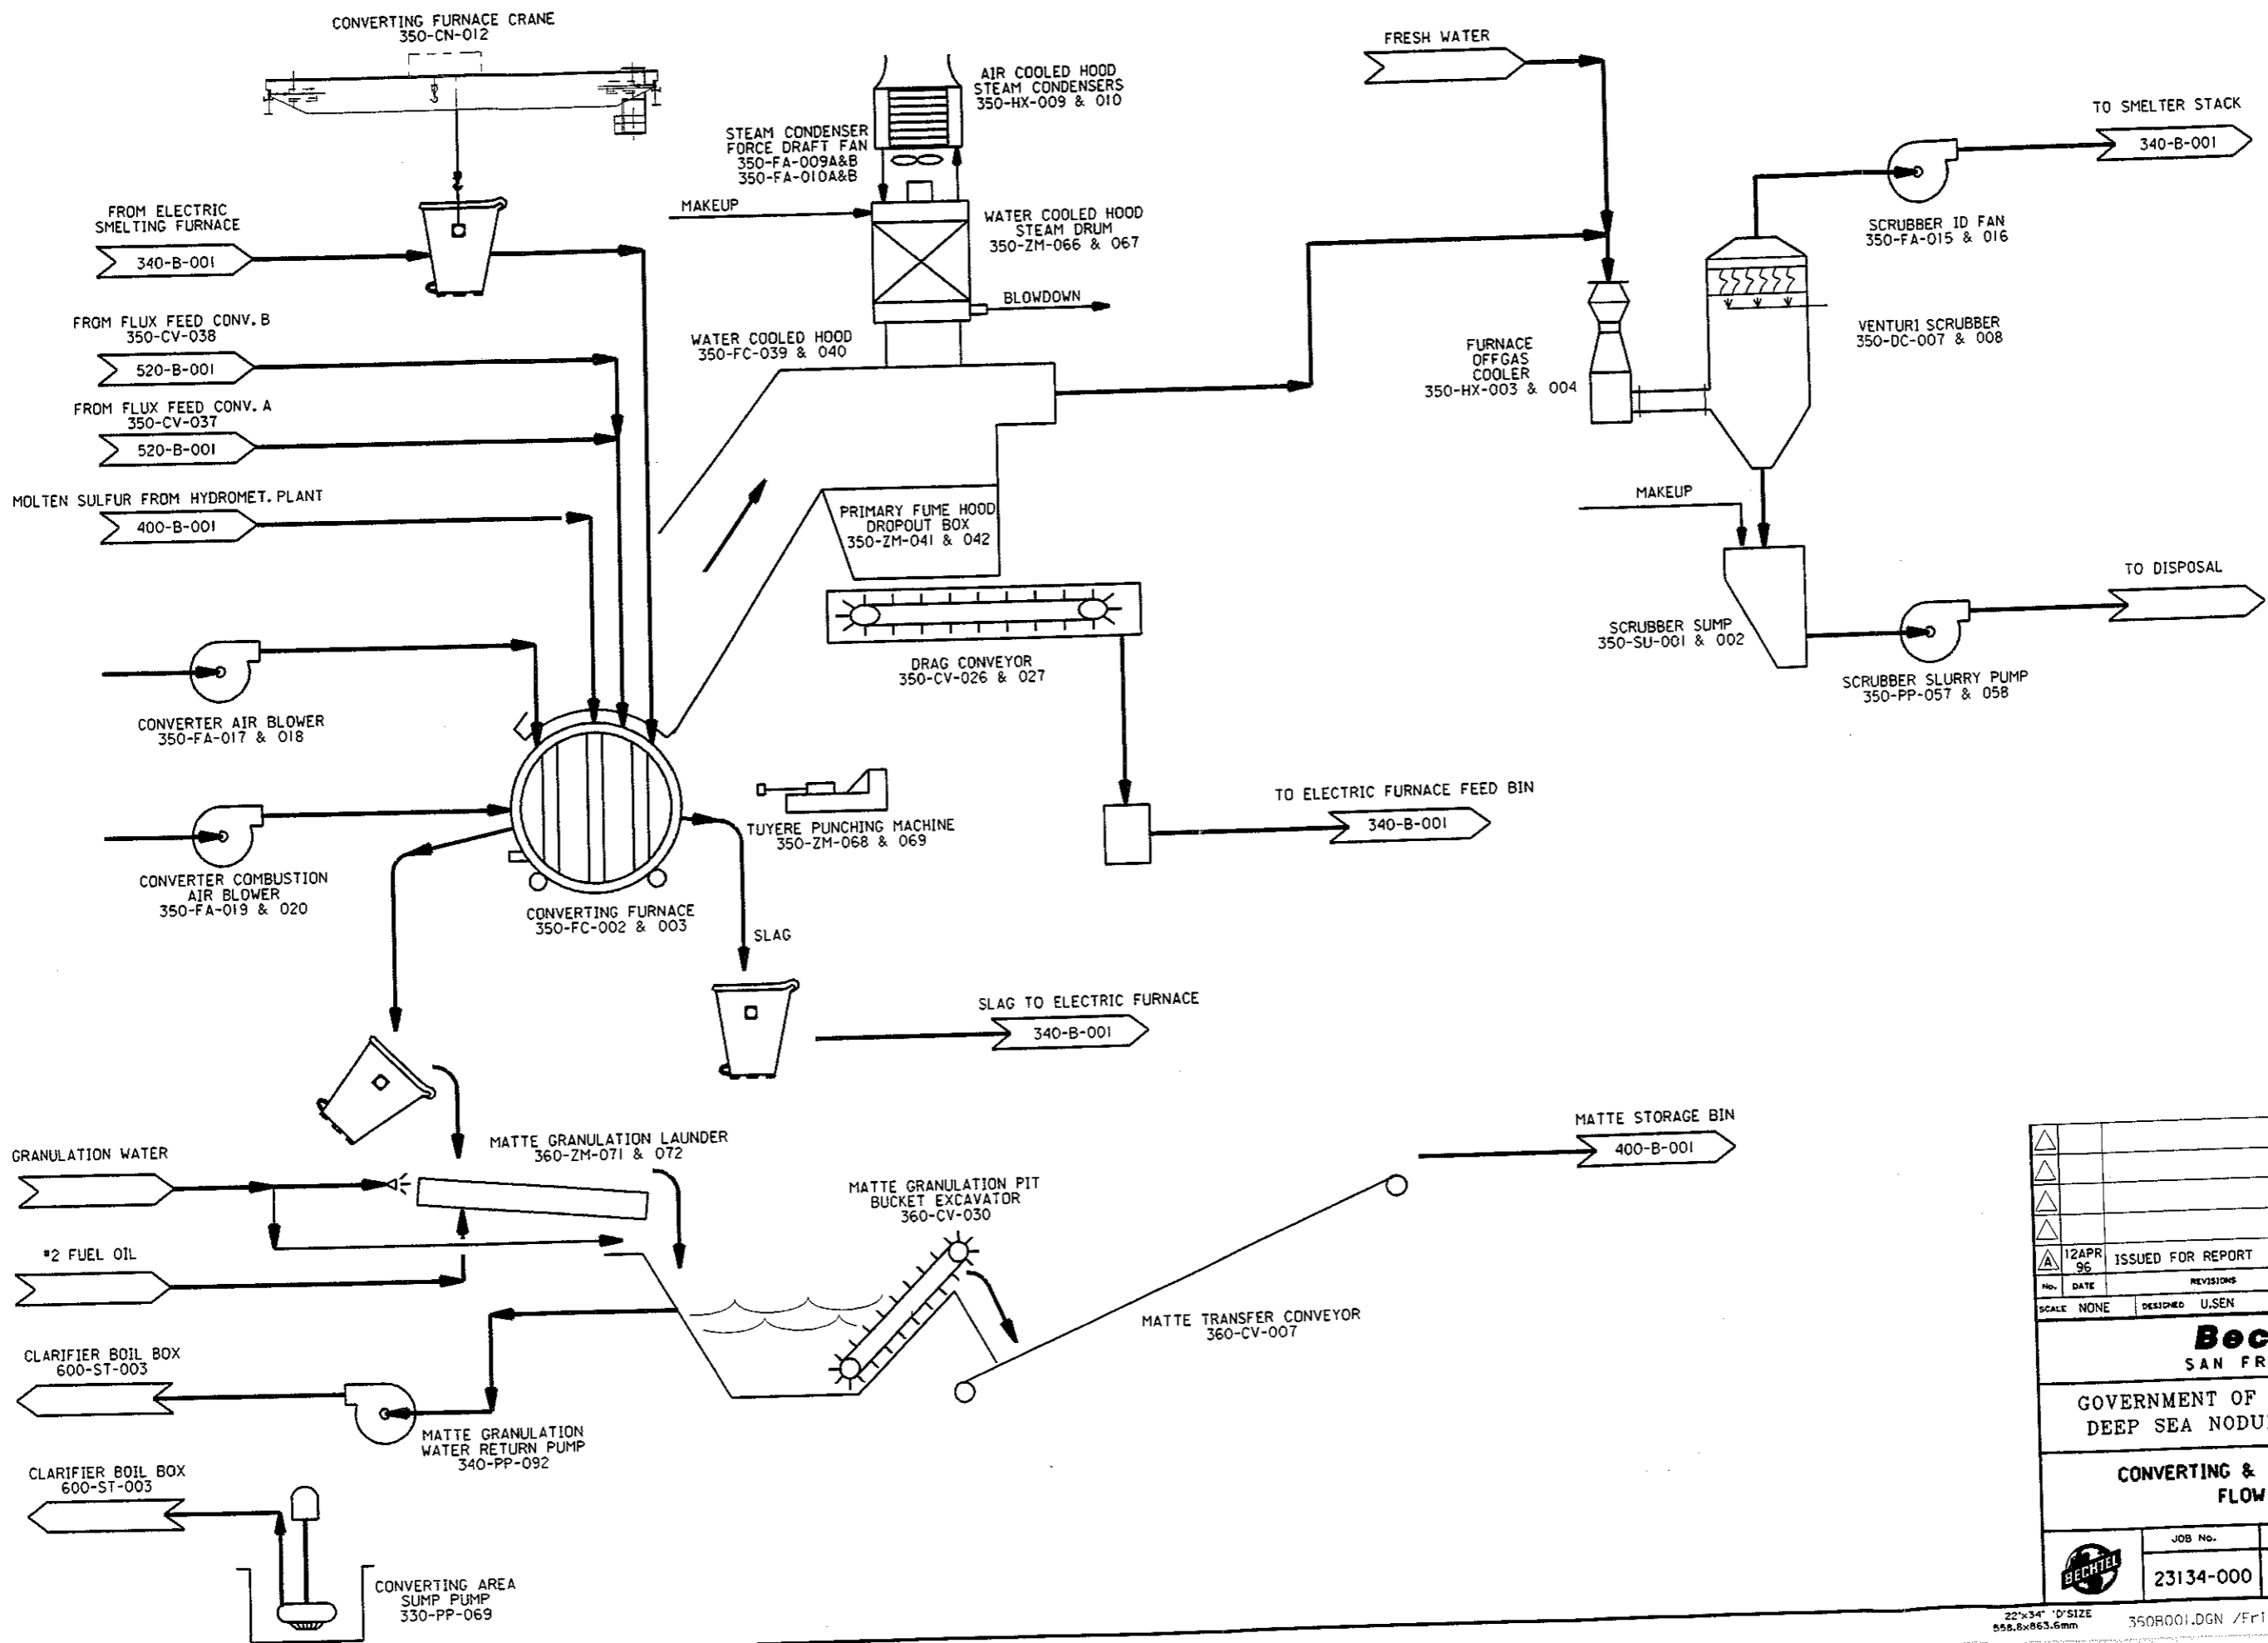 CONVERTING FURNACE CRANE
350-CN-012
FROM ELECTRIC
SMELTING FURNACE
340-B-001
FROM FLUX FEED CONV. B
350-CV-038
520-B-001
FROM FLUX FEED CONV. A
350-CV-037
520-B-001
MOLTEN SULFUR FROM HYDROMET. PLANT
400-B-001
AIR COOLED HOOD
STEAM CONDENSERS
350-HX-009 & 010
STEAM CONDENSER
FORCE DRAFT FAN
350-FA-009A&B
350-FA-010A&B
MAKEUP
WATER COOLED HOOD
STEAM DRUM
350-ZM-066 & 067
BLOWDOWN
WATER COOLED HOOD
350-FC-039 & 040
PRIMARY FUME HOOD
DROPOUT BOX
350-ZM-041 & 042
DRAG CONVEYOR
350-CV-026 & 027
FRESH WATER
TO SMELTER STACK
340-B-001
SCRUBBER ID FAN
350-FA-015 & 016
VENTURI SCRUBBER
350-DC-007 & 008
FURNACE
OFFGAS
COOLER
350-HX-003 & 004
MAKEUP
SCRUBBER SUMP
350-SU-001 & 002
TO DISPOSAL
SCRUBBER SLURRY PUMP
350-PP-057 & 058
CONVERTER AIR BLOWER
350-FA-017 & 018
CONVERTER COMBUSTION
AIR BLOWER
350-FA-019 & 020
TUYERE PUNCHING MACHINE
350-ZM-068 & 069
CONVERTING FURNACE
350-FC-002 & 003
TO ELECTRIC FURNACE FEED BIN
340-B-001
SLAG
SLAG TO ELECTRIC FURNACE
340-B-001
GRANULATION WATER
#2 FUEL OIL
MATTE GRANULATION LAUNDER
360-ZM-071 & 072
MATTE GRANULATION PIT
BUCKET EXCAVATOR
360-CV-030
MATTE STORAGE BIN
400-B-001
MATTE TRANSFER CONVEYOR
360-CV-007
CLARIFIER BOIL BOX
600-ST-003
MATTE GRANULATION
WATER RETURN PUMP
340-PP-092
CLARIFIER BOIL BOX
600-ST-003
CONVERTING AREA
SUMP PUMP
330-PP-069
A 12APR 96 ISSUED FOR REPORT
No. DATE REVISIONS
SCALE NONE DESIGNED U.SEN
Bec
SAN FR
GOVERNMENT OF
DEEP SEA NODU
CONVERTING &
FLOW
BECHTEL
JOB No.
23134-000
22"x34" 'D'SIZE
558.8x863.6mm
350B001.DGN /Fri